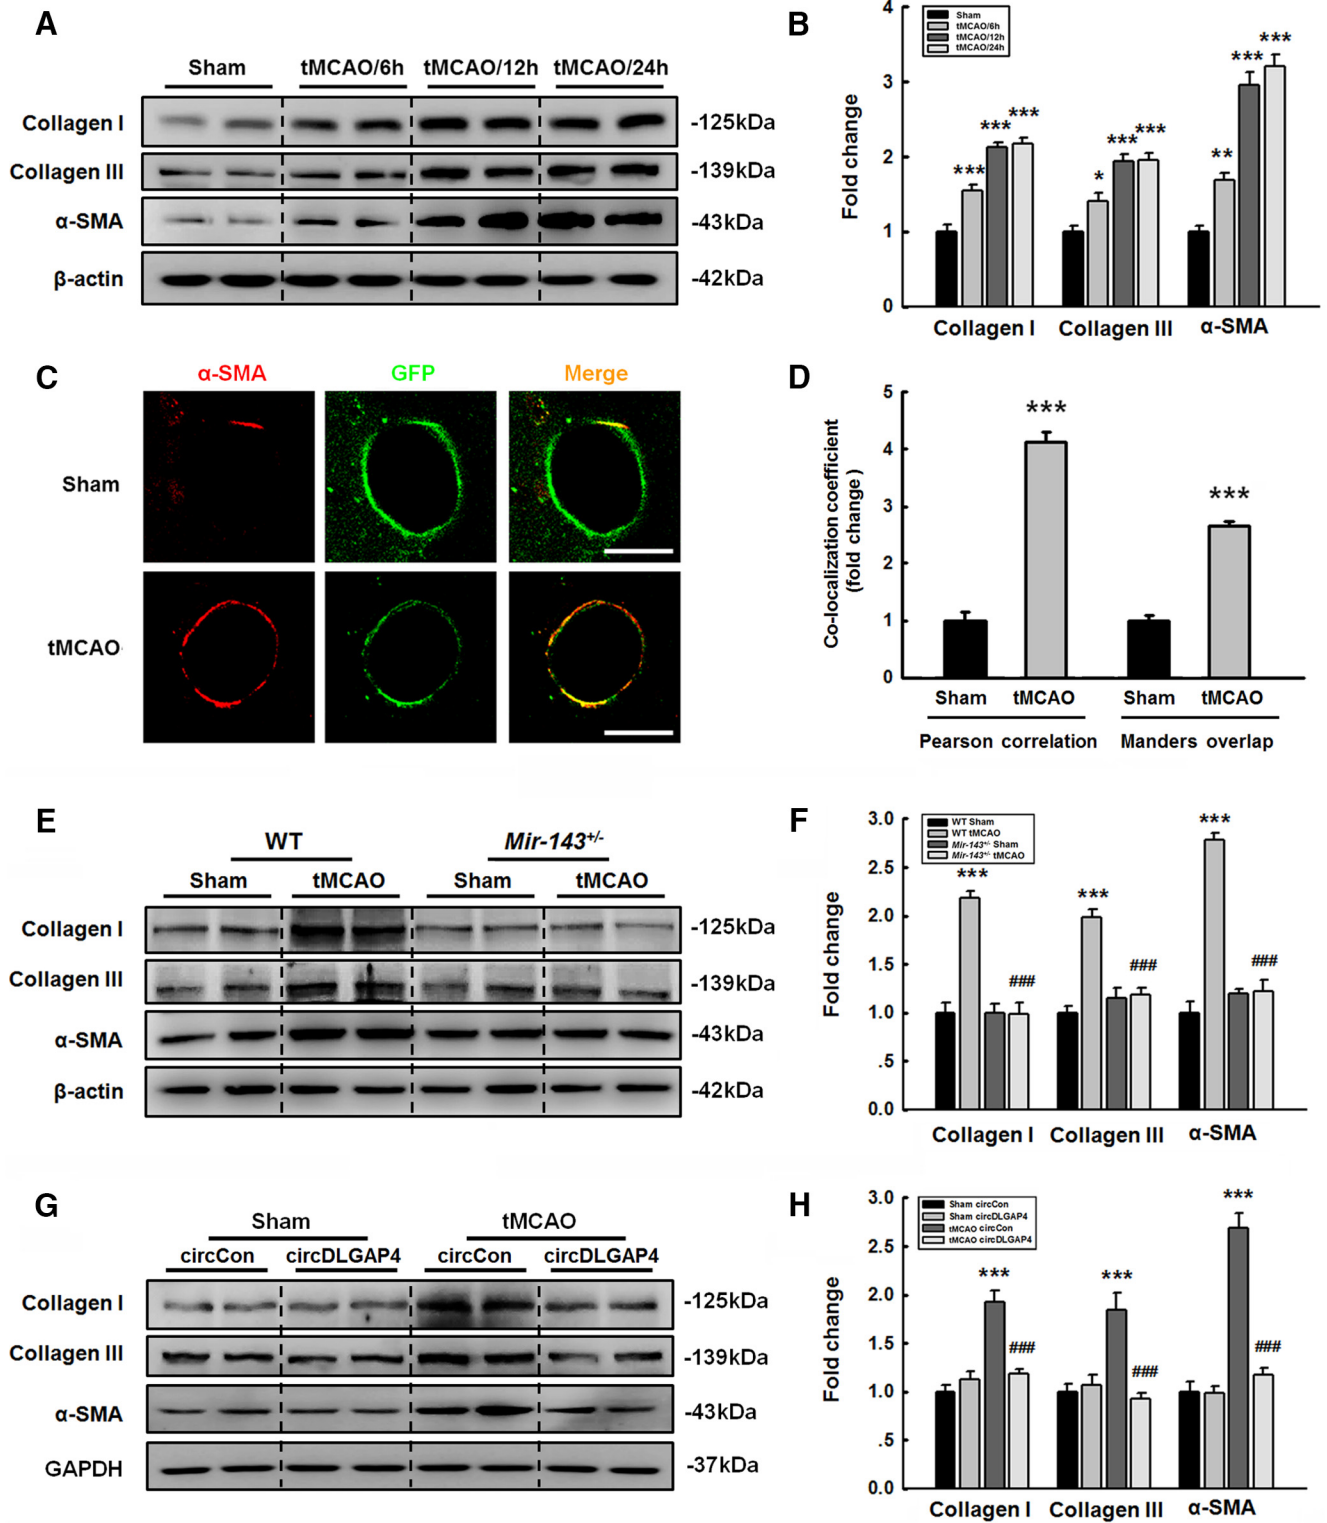 A
Sham tMCAO/6h tMCAO/12h tMCAO/24h
Collagen I -125kDa
Collagen III -139kDa
α-SMA -43kDa
β-actin -42kDa
B
4
3
2
1
0
Fold change
Sham
tMCAO/6h
tMCAO/12h
tMCAO/24h
*** *** ***
* *** ***
** *** ***
Collagen I Collagen III α-SMA
C
α-SMA GFP Merge
Sham
tMCAO
D
5
4
3
2
1
0
Co-localization coefficient
(fold change)
*** ***
Sham tMCAO Sham tMCAO
Pearson correlation Manders overlap
E
WT Mir-143+/-
Sham tMCAO Sham tMCAO
Collagen I -125kDa
Collagen III -139kDa
α-SMA -43kDa
β-actin -42kDa
F
3.0
2.5
2.0
1.5
1.0
.5
0.0
Fold change
WT Sham
WT tMCAO
Mir-143+/- Sham
Mir-143+/- tMCAO
*** ###
*** ###
*** ###
Collagen I Collagen III α-SMA
G
Sham tMCAO
circCon circDLGAP4 circCon circDLGAP4
Collagen I -125kDa
Collagen III -139kDa
α-SMA -43kDa
GAPDH -37kDa
H
3.0
2.5
2.0
1.5
1.0
.5
0.0
Fold change
Sham circCon
Sham circDLGAP4
tMCAO circCon
tMCAO circDLGAP4
*** ###
*** ###
*** ###
Collagen I Collagen III α-SMA